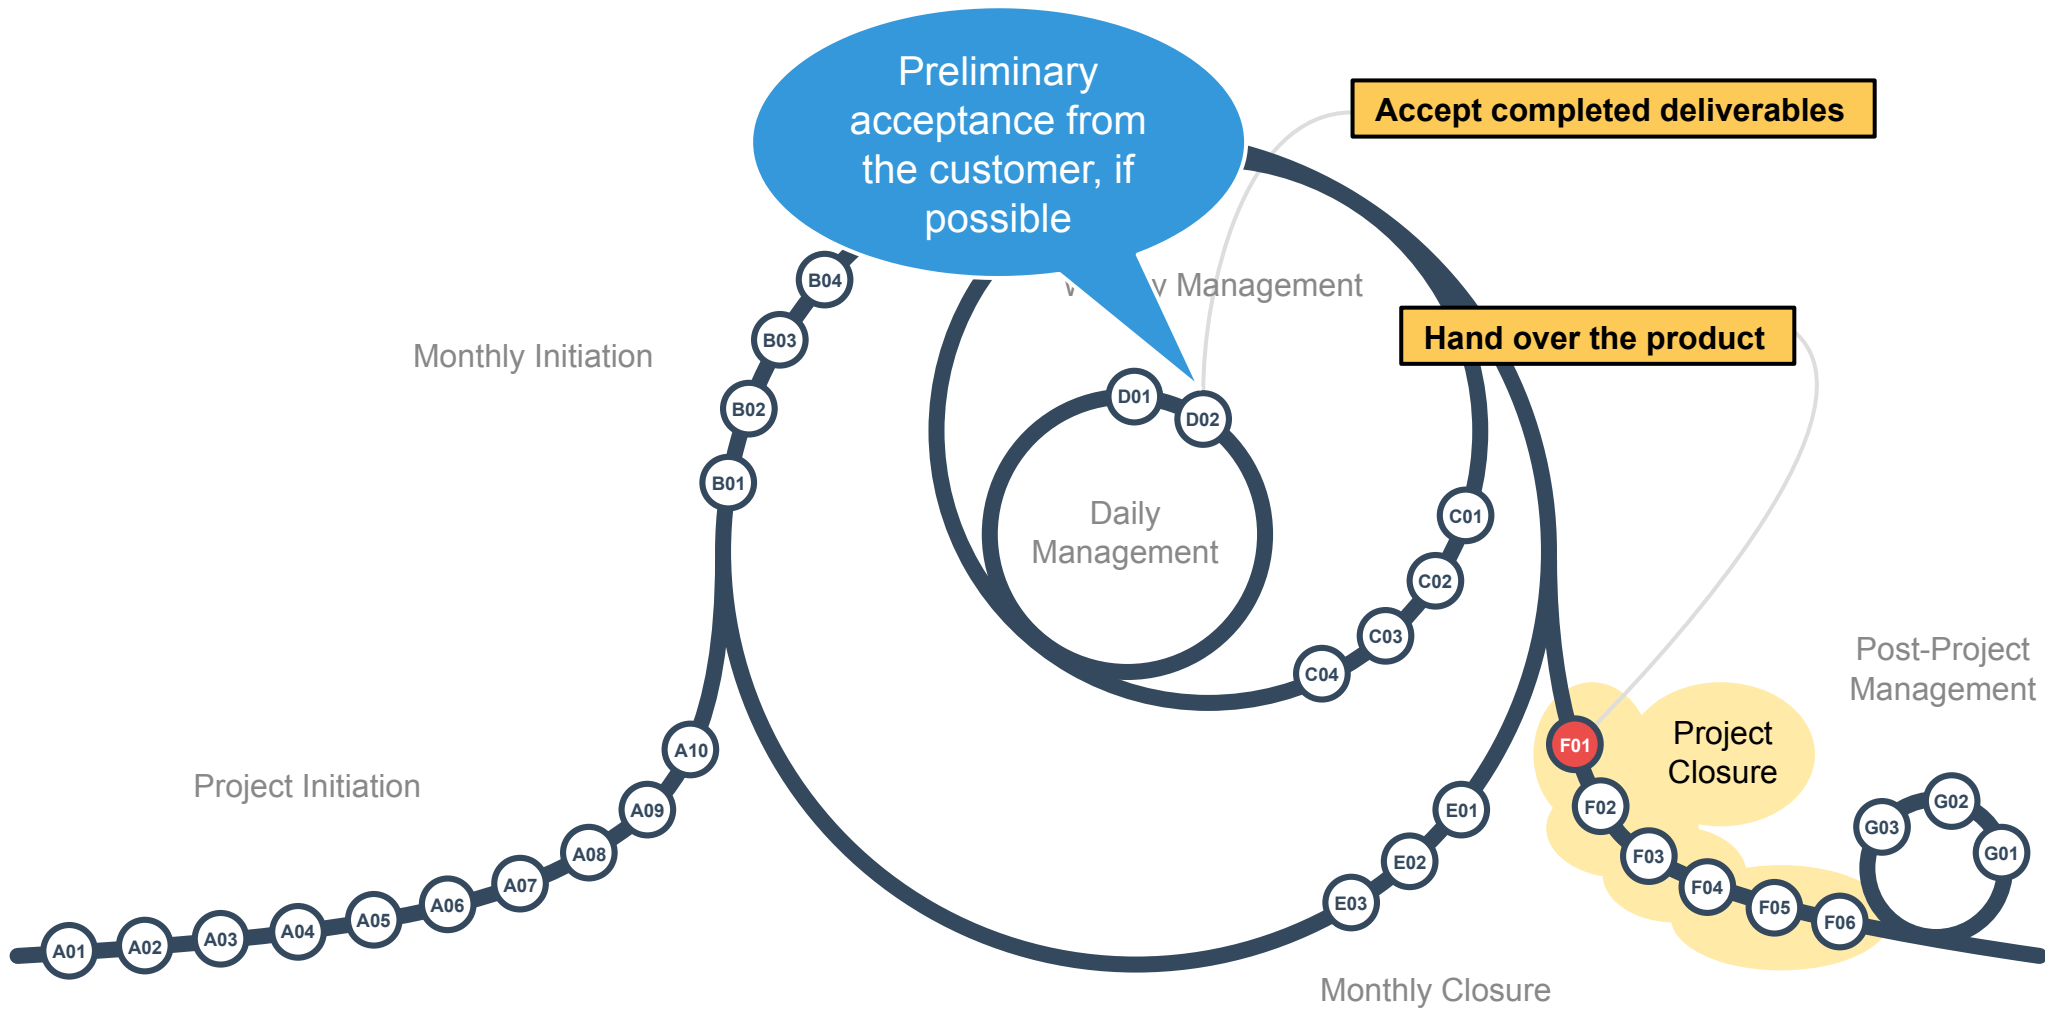 Preliminary
acceptance from
the customer, if
possible
Accept completed deliverables
Management
Hand over the product
Monthly Initiation
B04
B03
B02
B01
D01
D02
Daily
Management
C01
C02
C03
C04
Post-Project
Management
Project
Closure
Project Initiation
A01
A02
A03
A04
A05
A06
A07
A08
A09
A10
E01
E02
E03
F01
F02
F03
F04
F05
F06
G03
G02
G01
Monthly Closure